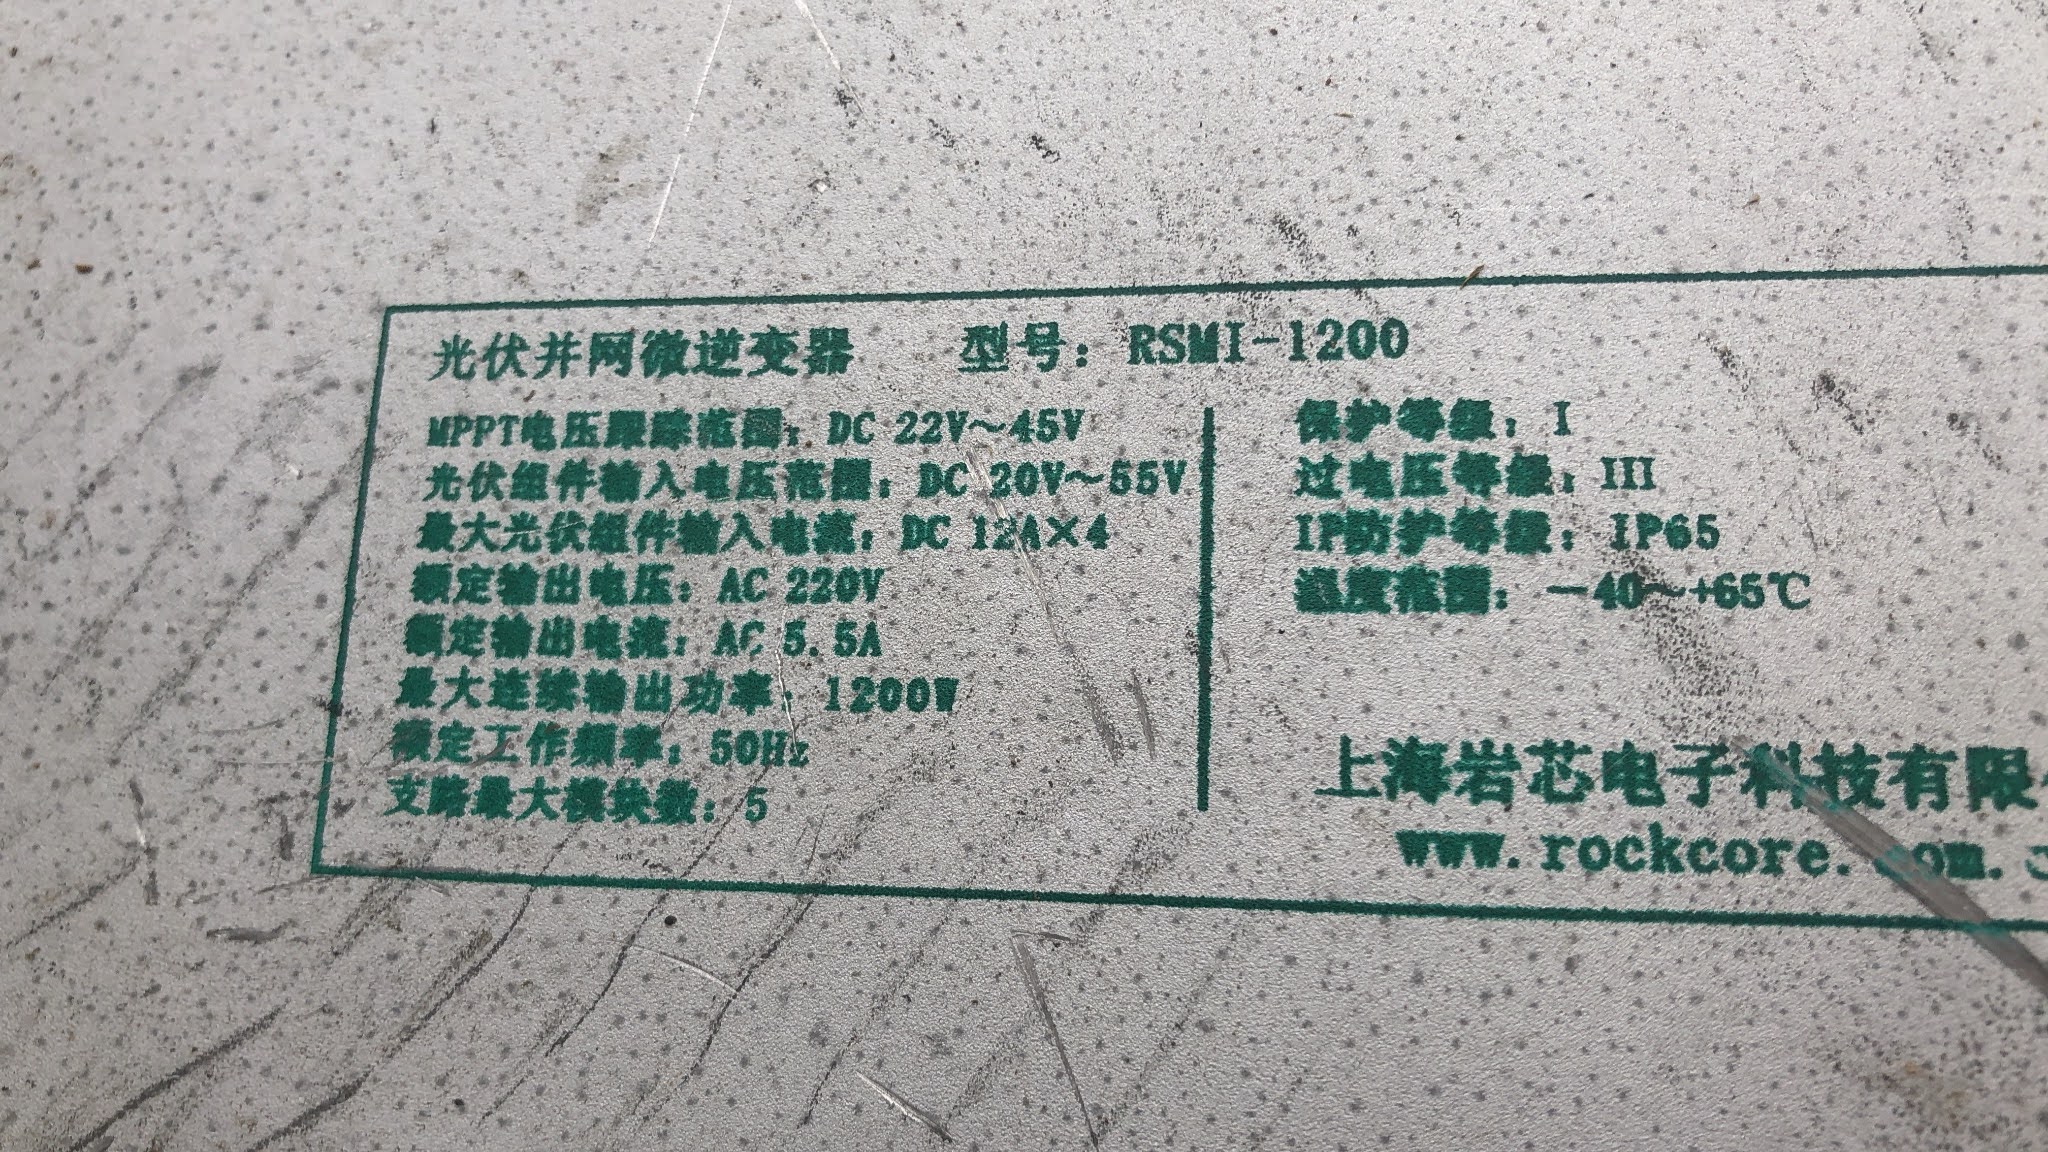 光伏并网微逆变器 型号：RSMI-1200
MPPT电压跟踪范围：DC 22V～45V
光伏组件输入电压范围：DC 20V～55V
最大光伏组件输入电流：DC 12A×4
额定输出电压：AC 220V
额定输出电流：AC 5.5A
最大连续输出功率：1200W
额定工作频率：50Hz
支路最大模块数：5
保护等级：I
过电压等级：III
IP防护等级：IP65
温度范围：－40～+65℃
上海岩芯电子科技有限
www.rockcore.com.c